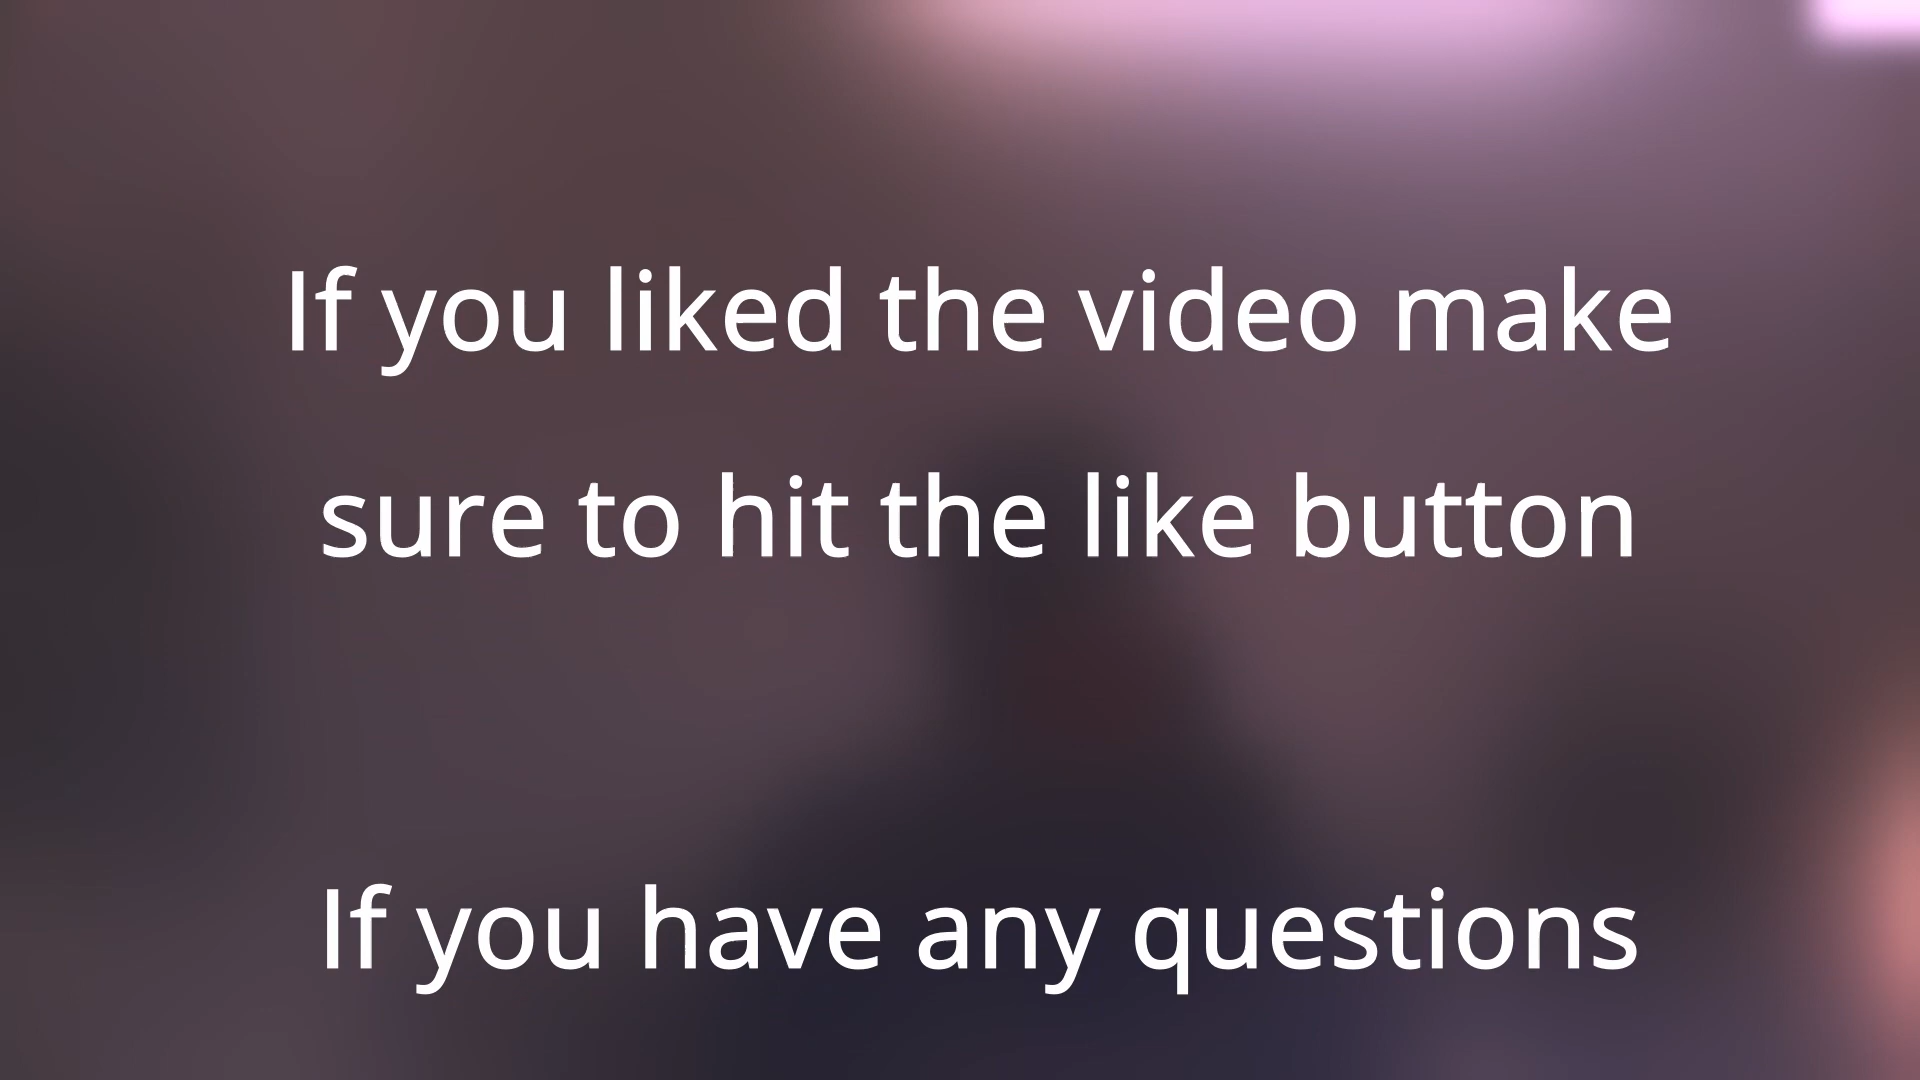 If you liked the video make
sure to hit the like button
If you have any questions